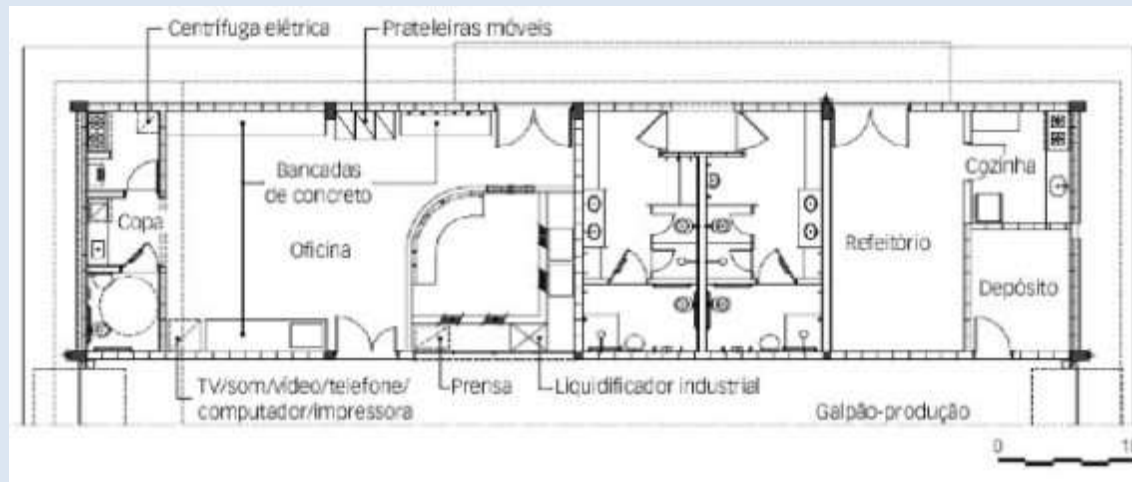 Centrífuga elétrica
Prateleiras móveis
Bancadas
de concreto
Cozinha
Copa
Oficina
Refeitório
Depósito
TV/som/vídeo/telefone/
computador/impressora
Prensa
Liquidificador industrial
Galpão-produção
0